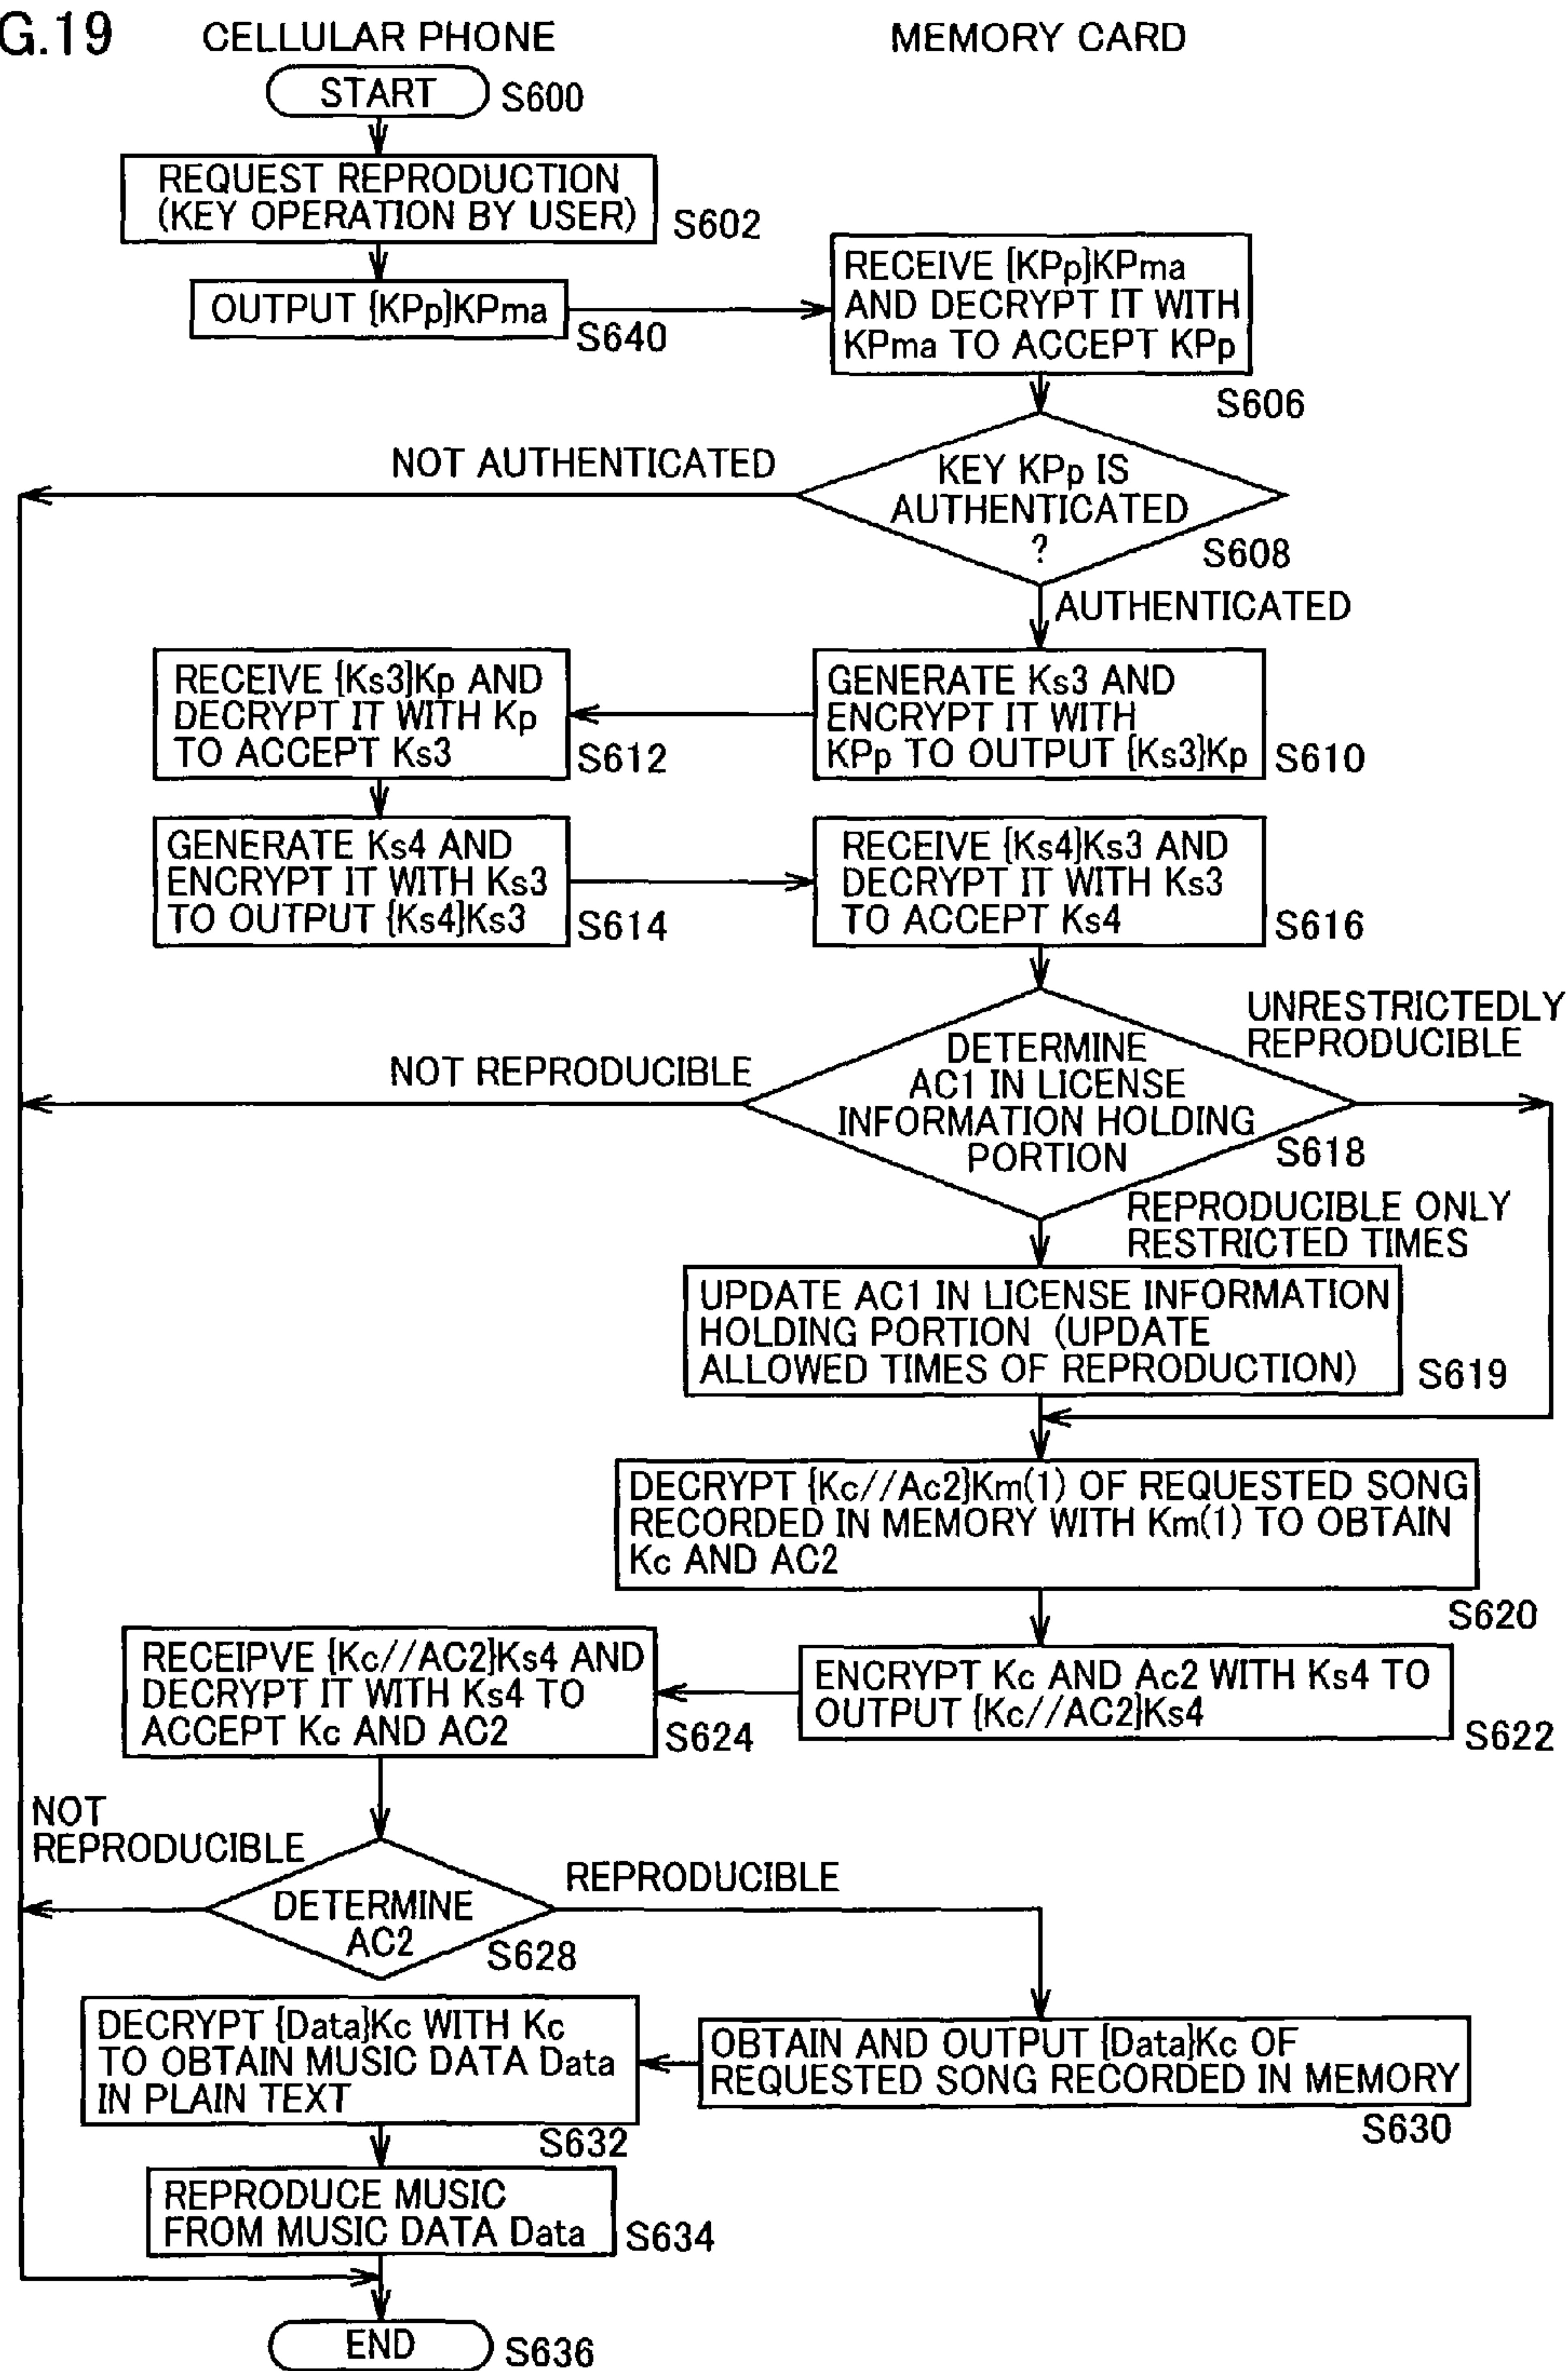 G.19
CELLULAR PHONE
MEMORY CARD
START
S600
REQUEST REPRODUCTION
(KEY OPERATION BY USER)
S602
OUTPUT {KPp}KPma
S640
RECEIVE {KPp}KPma
AND DECRYPT IT WITH
KPma TO ACCEPT KPp
S606
NOT AUTHENTICATED
KEY KPp IS
AUTHENTICATED
?
S608
AUTHENTICATED
GENERATE Ks3 AND
ENCRYPT IT WITH
KPp TO OUTPUT {Ks3}Kp
S610
RECEIVE {Ks3}Kp AND
DECRYPT IT WITH Kp
TO ACCEPT Ks3
S612
GENERATE Ks4 AND
ENCRYPT IT WITH Ks3
TO OUTPUT {Ks4}Ks3
S614
RECEIVE {Ks4}Ks3 AND
DECRYPT IT WITH Ks3
TO ACCEPT Ks4
S616
NOT REPRODUCIBLE
DETERMINE
AC1 IN LICENSE
INFORMATION HOLDING
PORTION
S618
UNRESTRICTEDLY
REPRODUCIBLE
REPRODUCIBLE ONLY
RESTRICTED TIMES
UPDATE AC1 IN LICENSE INFORMATION
HOLDING PORTION (UPDATE
ALLOWED TIMES OF REPRODUCTION)
S619
DECRYPT {Kc//Ac2}Km(1) OF REQUESTED SONG
RECORDED IN MEMORY WITH Km(1) TO OBTAIN
Kc AND AC2
S620
ENCRYPT Kc AND Ac2 WITH Ks4 TO
OUTPUT {Kc//AC2}Ks4
S622
RECEIPVE {Kc//AC2}Ks4 AND
DECRYPT IT WITH Ks4 TO
ACCEPT Kc AND AC2
S624
NOT
REPRODUCIBLE
DETERMINE
AC2
S628
REPRODUCIBLE
OBTAIN AND OUTPUT {Data}Kc OF
REQUESTED SONG RECORDED IN MEMORY
S630
DECRYPT {Data}Kc WITH Kc
TO OBTAIN MUSIC DATA Data
IN PLAIN TEXT
S632
REPRODUCE MUSIC
FROM MUSIC DATA Data
S634
END
S636